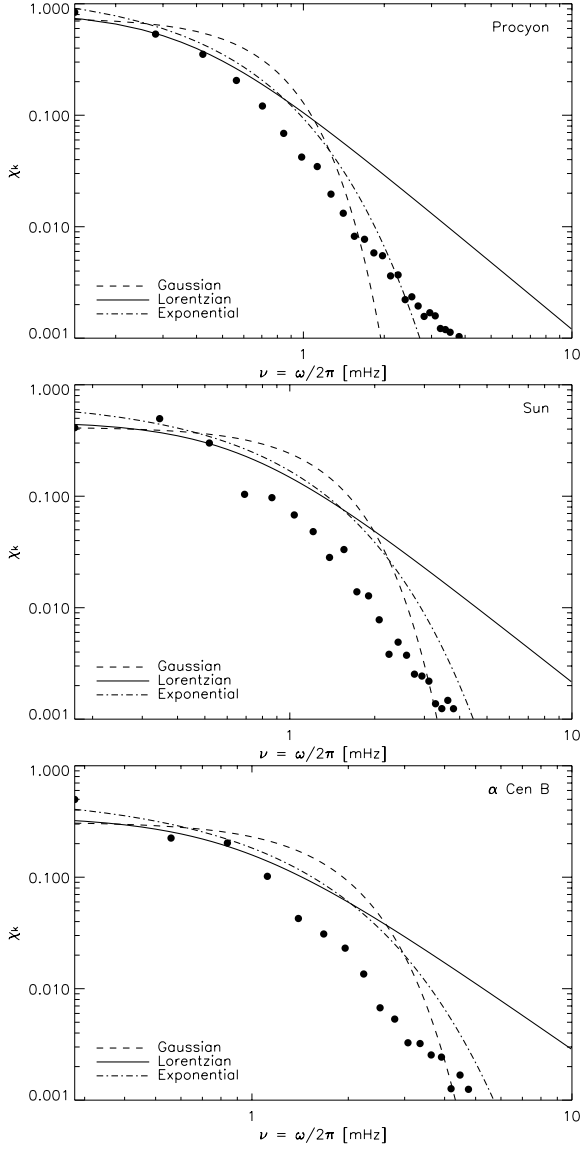 1.000
Procyon
0.100
χk
0.010
Gaussian
Lorentzian
Exponential
0.001
1
10
ν = ω/2π [mHz]
1.000
Sun
0.100
χk
0.010
Gaussian
Lorentzian
Exponential
0.001
1
10
ν = ω/2π [mHz]
1.000
α Cen B
0.100
χk
0.010
Gaussian
Lorentzian
Exponential
0.001
1
10
ν = ω/2π [mHz]